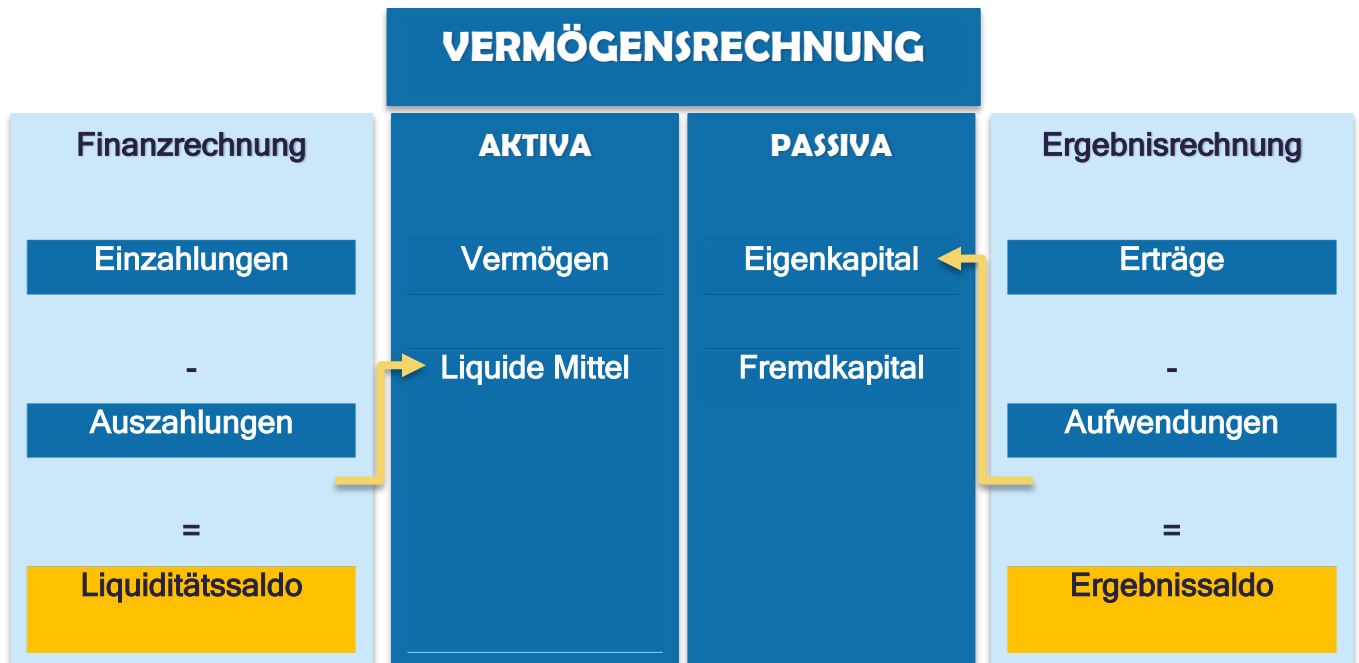 VERMÖGENSRECHNUNG
Finanzrechnung
Einzahlungen
-
Auszahlungen
=
Liquiditätssaldo
AKTIVA
Vermögen
Liquide Mittel
PASSIVA
Eigenkapital
Fremdkapital
Ergebnisrechnung
Erträge
-
Aufwendungen
=
Ergebnissaldo